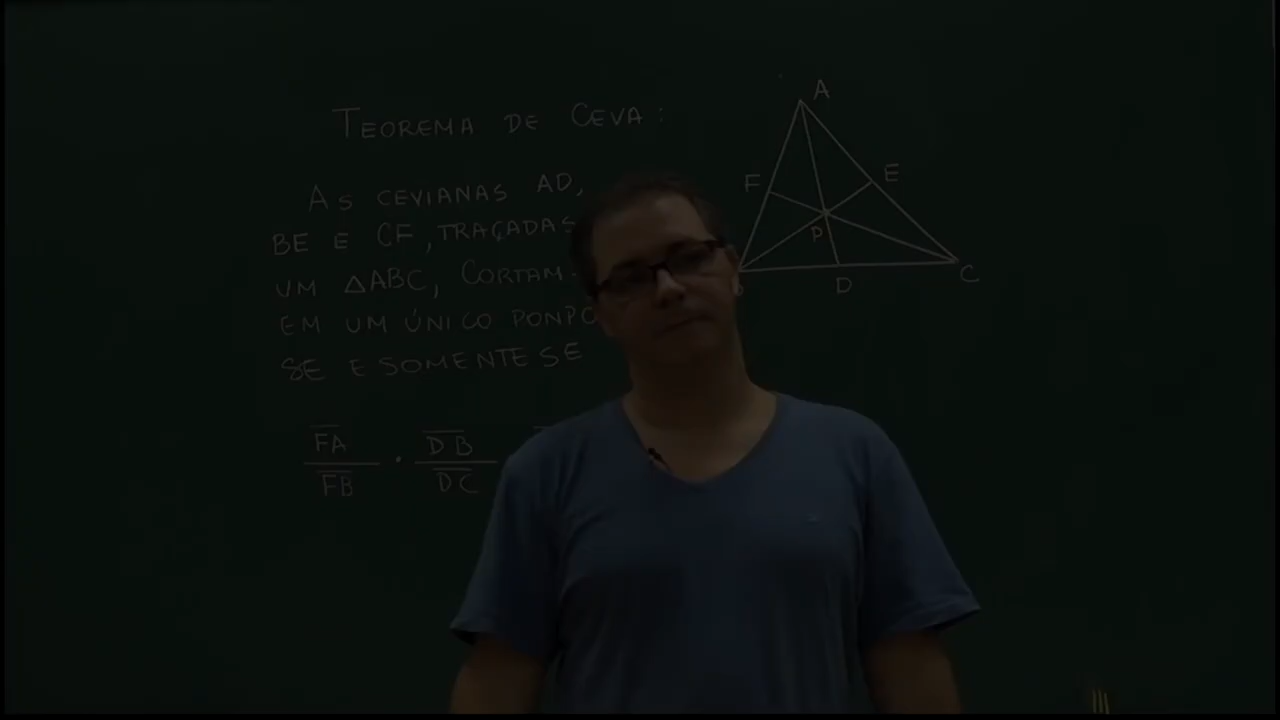 TEOREMA DE CEVA:
AS CEVIANAS AD,
BE E CF, TRAÇADAS
UM △ABC, CORTAM-
EM UM ÚNICO PONPO
SE E SOMENTE SE
FA DB
― · ―
FB DC
A
F
E
P
D
C